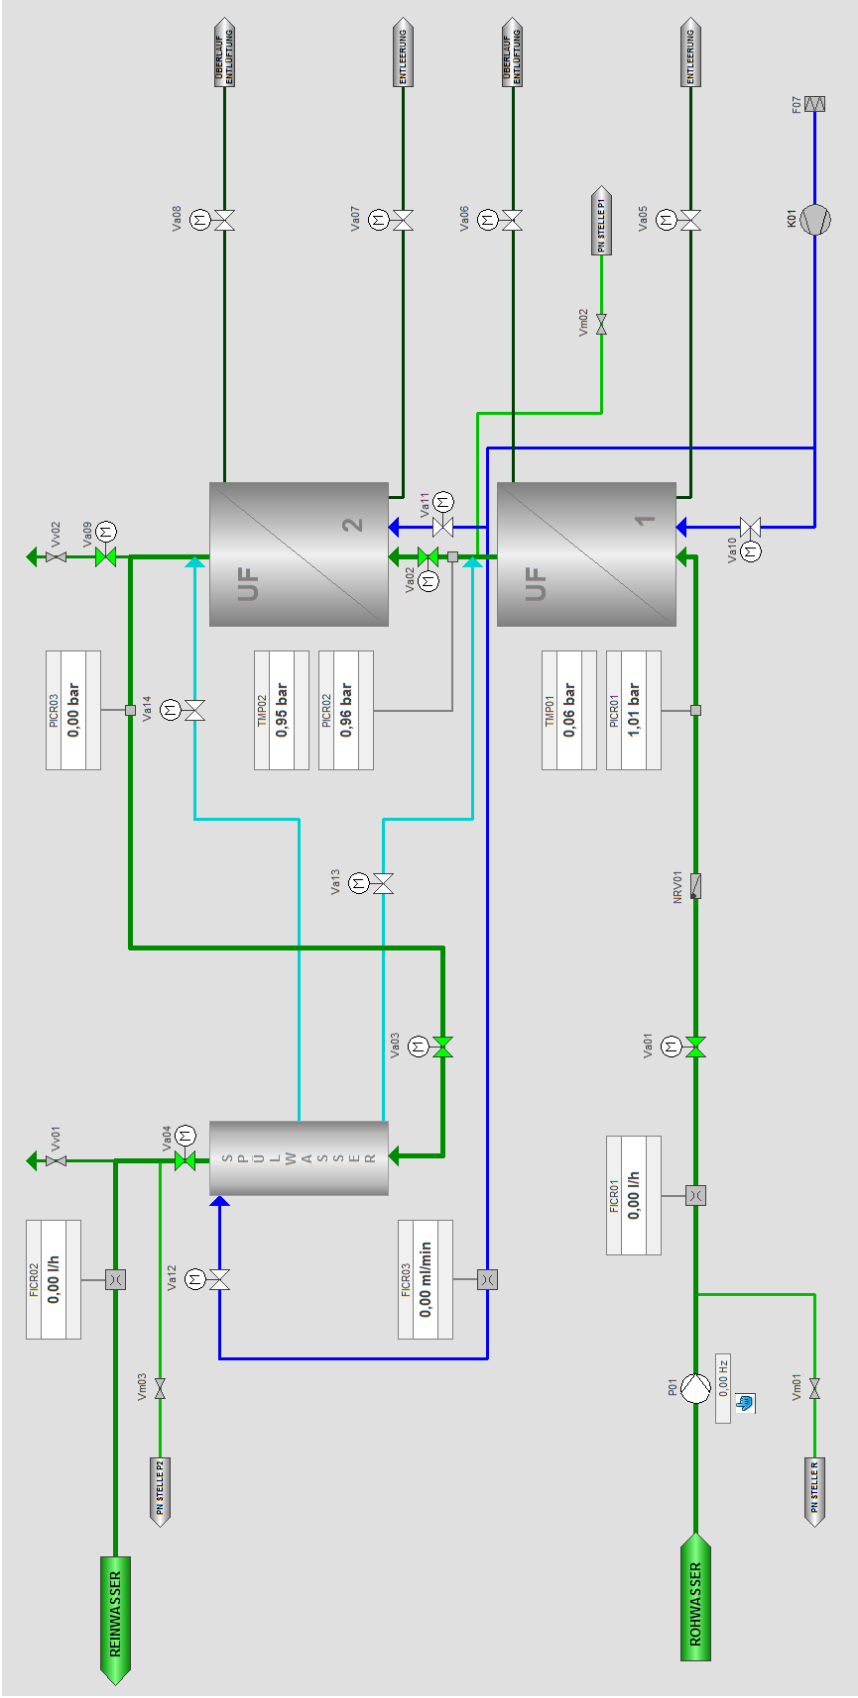 ÜBERLAUF
ENTLÜFTUNG
ENTLEERUNG
ÜBERLAUF
ENTLÜFTUNG
ENTLEERUNG
F07
Va08
M
Va07
M
Va06
M
PN STELLE P1
Va05
M
K01
Vm02
Vv02
Va09
M
UF
2
Va11
M
Va02
M
UF
1
Va10
M
PICR03
0,00 bar
Va14
M
TMP02
0,95 bar
PICR02
0,96 bar
TMP01
0,06 bar
PICR01
1,01 bar
Va13
M
NRV01
Va03
M
Va01
M
Vv01
Va04
M
SPÜLWASSER
FICR01
0,00 l/h
FICR02
0,00 l/h
Va12
M
FICR03
0,00 ml/min
Vm03
P01
0,00 Hz
Vm01
PN STELLE P2
PN STELLE R
REINWASSER
ROHWASSER